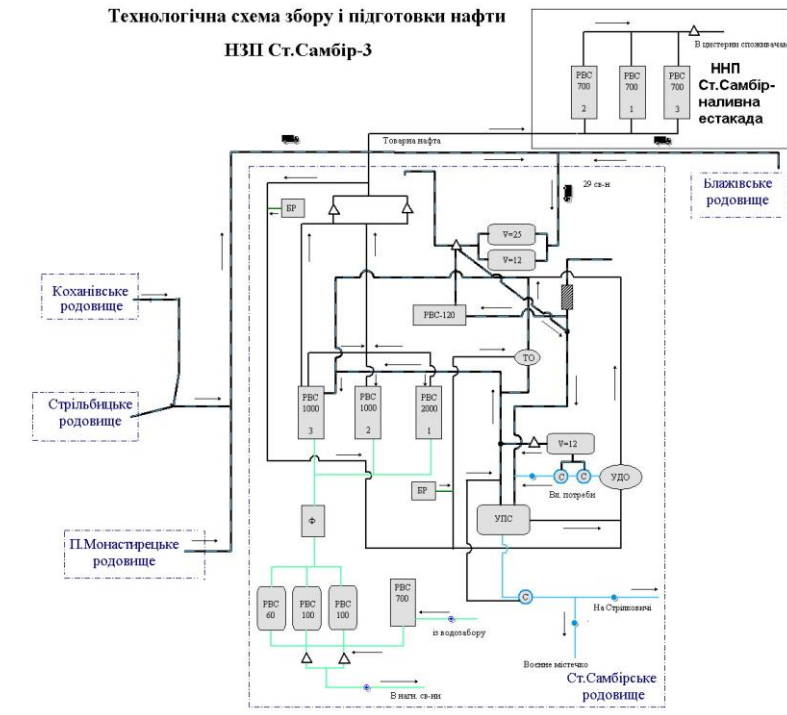 Технологічна схема збору і підготовки нафти
НЗП Ст.Самбір-3
В цистерни споживачам
РВС
700
2
РВС
700
1
РВС
700
3
ННП
Ст.Самбір-
наливна
естакада
Товарна нафта
29 св-н
Блажівське
родовище
БР
V=25
V=12
Коханівське
родовище
РВС-120
ТО
Стрільбицьке
родовище
РВС
1000
3
РВС
1000
2
РВС
2000
1
V=12
С
С
УДО
Вл. потреби
БР
УПС
Ф
П.Монастирецьке
родовище
РВС
60
РВС
100
РВС
100
РВС
700
С
На Стрілковичі
із водозабору
Воєнне містечко
Ст.Самбірське
родовище
В нагн. св-ни